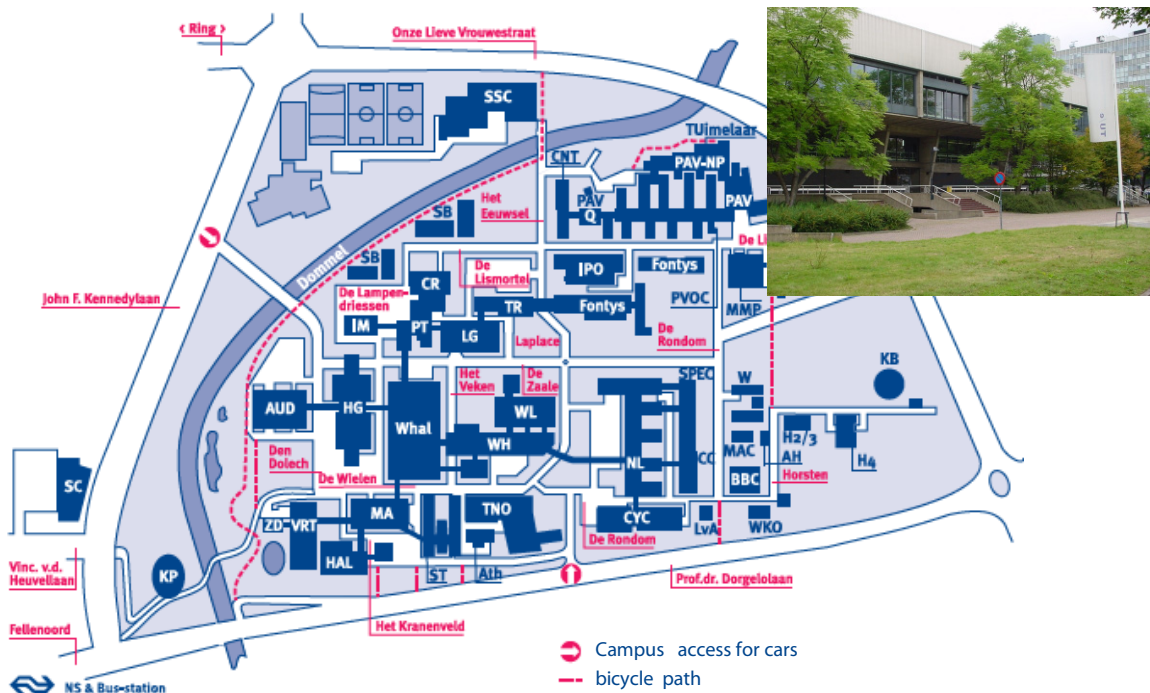 < Ring >
Onze Lieve Vrouwestraat
SSC
TUimelaar
CNT
PAV-NP
PAV
PAV
Q
Het
Eeuwsel
SB
SB
De Li
Dommel
De
Lismortel
IPO
Fontys
CR
De Lampen-
driessen
TR
Fontys
PVOC
MMP
John F. Kennedylaan
IM
PT
LG
Laplace
De
Rondom
KB
Het
Veken
De
Zaale
SPEC
W
AUD
HG
Whal
WL
WH
NL
CC
MAC
H2/3
AH
H4
BBC
Horsten
Den
Dolech
De Wielen
SC
ZD
VRT
MA
TNO
CYC
De Rondom
LvA
WKO
HAL
ST
Ath
KP
Vinc. v.d.
Heuvellaan
Prof.dr. Dorgelolaan
Fellenoord
Het Kranenveld
Campus access for cars
bicycle path
NS & Bus-station